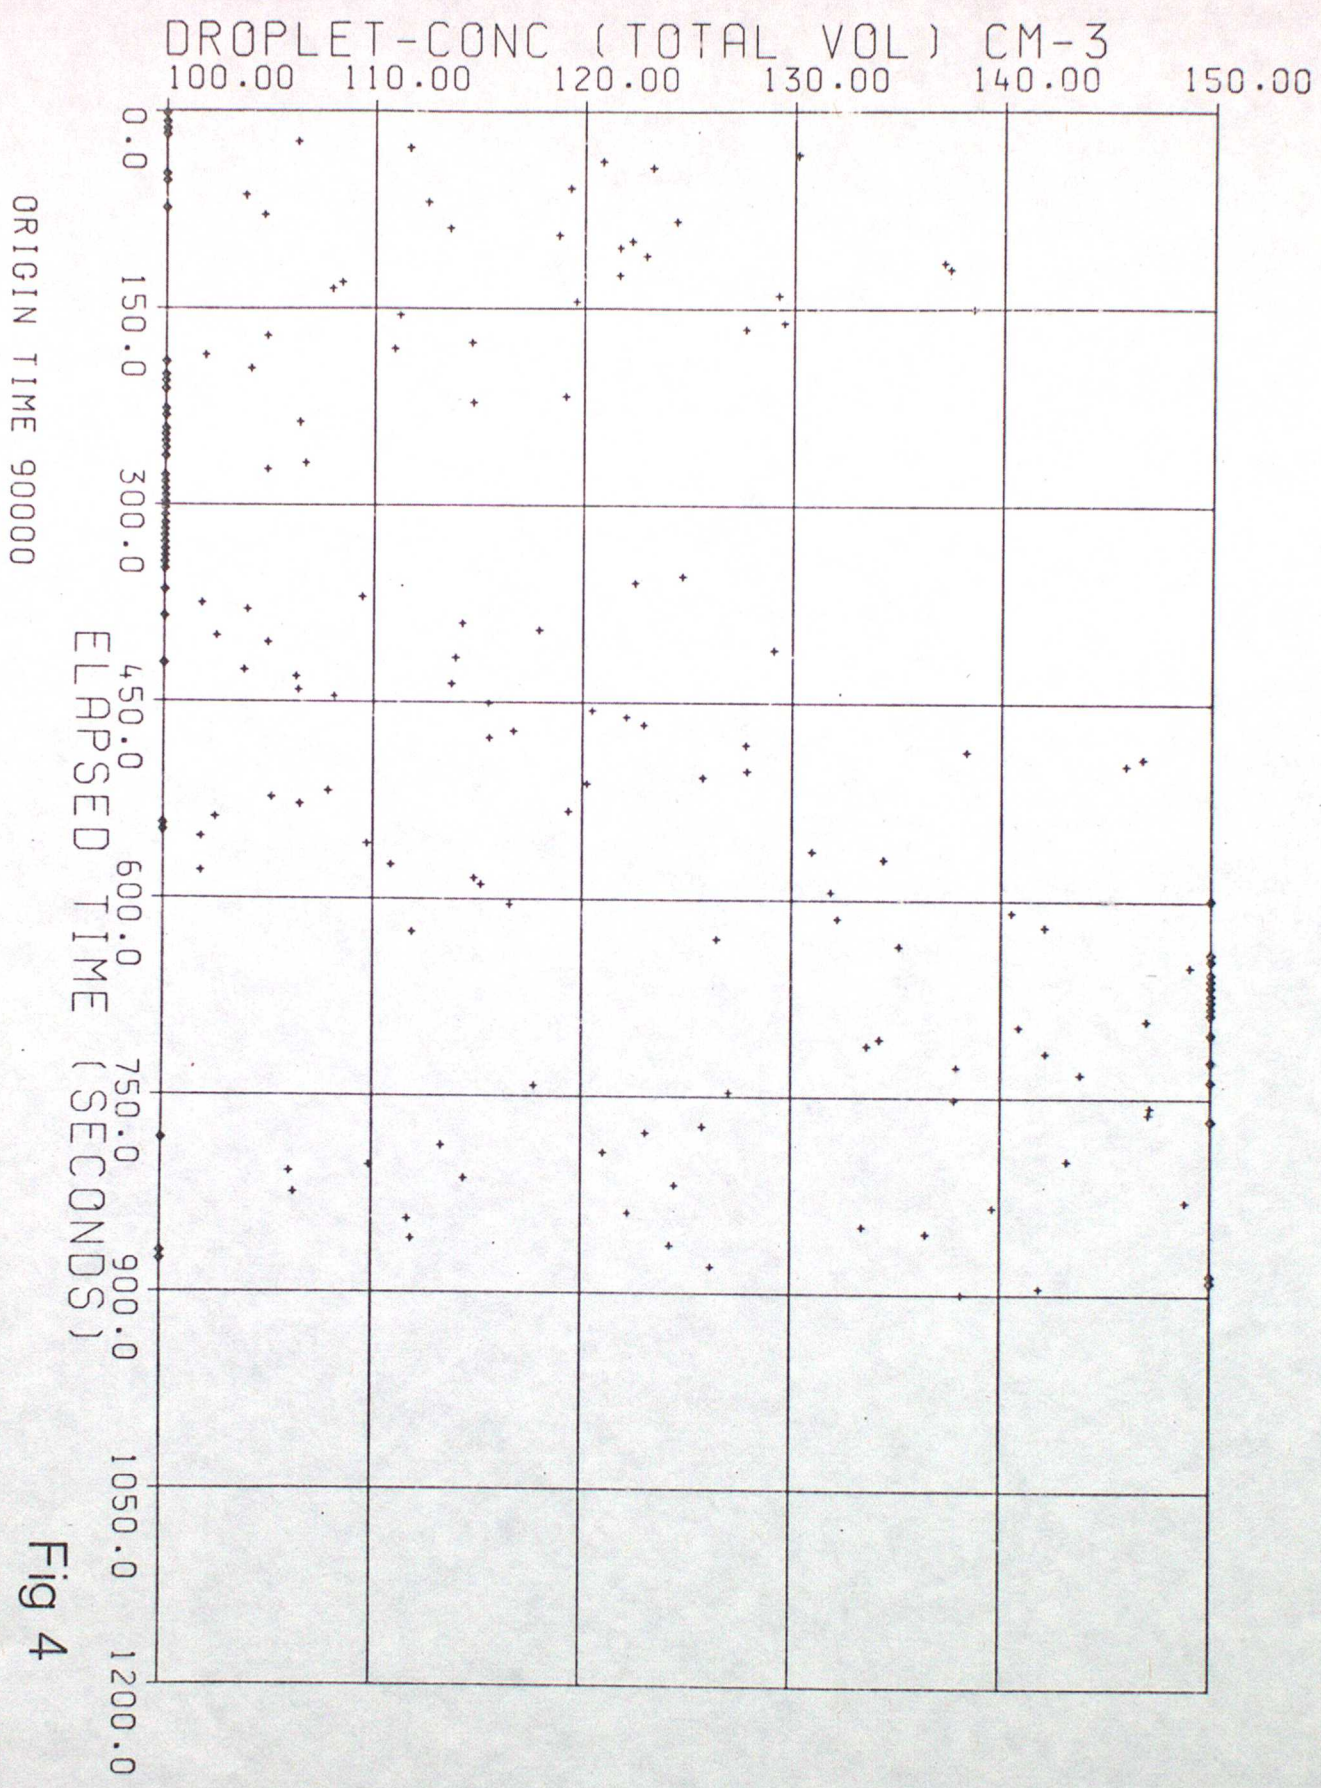 DROPLET-CONC (TOTAL VOL) CM-3
100.00 110.00 120.00 130.00 140.00 150.00
0.0 150.0 300.0 450.0 600.0 750.0 900.0 1050.0 1200.0
ELAPSED TIME (SECONDS)
ORIGIN TIME 90000
Fig 4